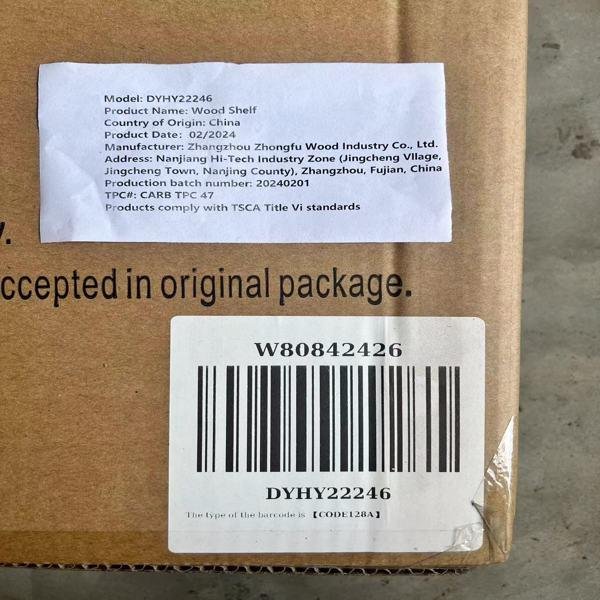 Model: DYHY22246
Product Name: Wood Shelf
Country of Origin: China
Product Date: 02/2024
Manufacturer: Zhangzhou Zhongfu Wood Industry Co., Ltd.
Address: Nanjiang Hi-Tech Industry Zone (Jingcheng VIlage,
Jingcheng Town, Nanjing County), Zhangzhou, Fujian, China
Production batch number: 20240201
TPC#: CARB TPC 47
Products comply with TSCA Title Vi standards
y.
ccepted in original package.
W80842426
DYHY22246
The type of the barcode is 【CODE128A】